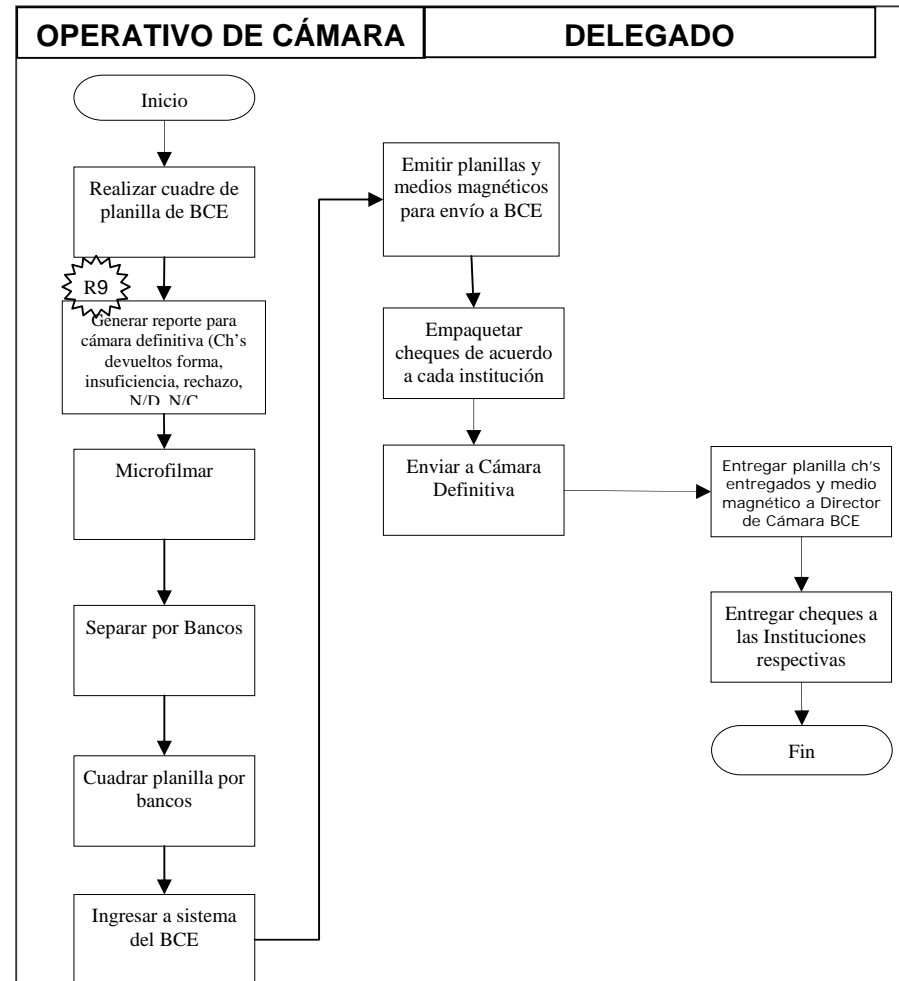 OPERATIVO DE CÁMARA
DELEGADO
Inicio
Realizar cuadre de
planilla de BCE
R9
Generar reporte para
cámara definitiva (Ch's
devueltos forma,
insuficiencia, rechazo,
N/D, N/C
Microfilmar
Separar por Bancos
Cuadrar planilla por
bancos
Ingresar a sistema
del BCE
Emitir planillas y
medios magnéticos
para envío a BCE
Empaquetar
cheques de acuerdo
a cada institución
Enviar a Cámara
Definitiva
Entregar planilla ch's
entregados y medio
magnético a Director
de Cámara BCE
Entregar cheques a
las Instituciones
respectivas
Fin